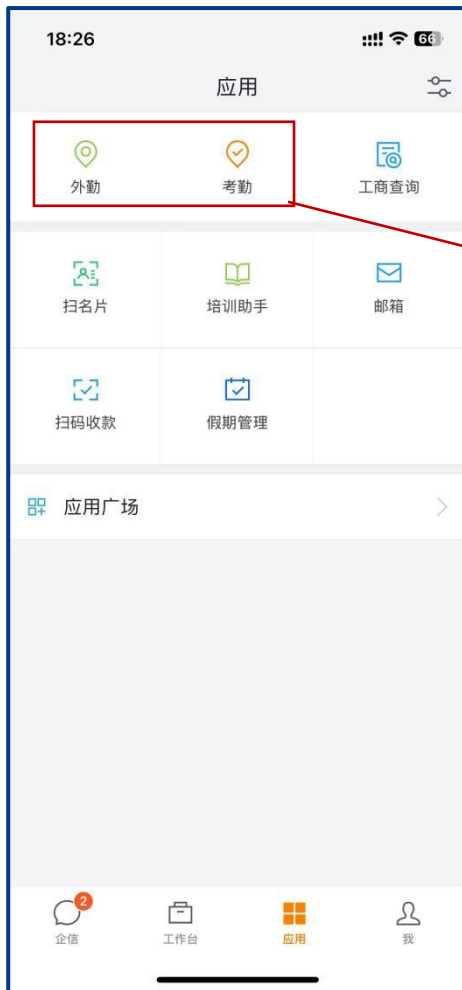 18:26
66
应用
外勤 考勤 工商查询
扫名片 培训助手 邮箱
扫码收款 假期管理
应用广场
2
企信 工作台 应用 我